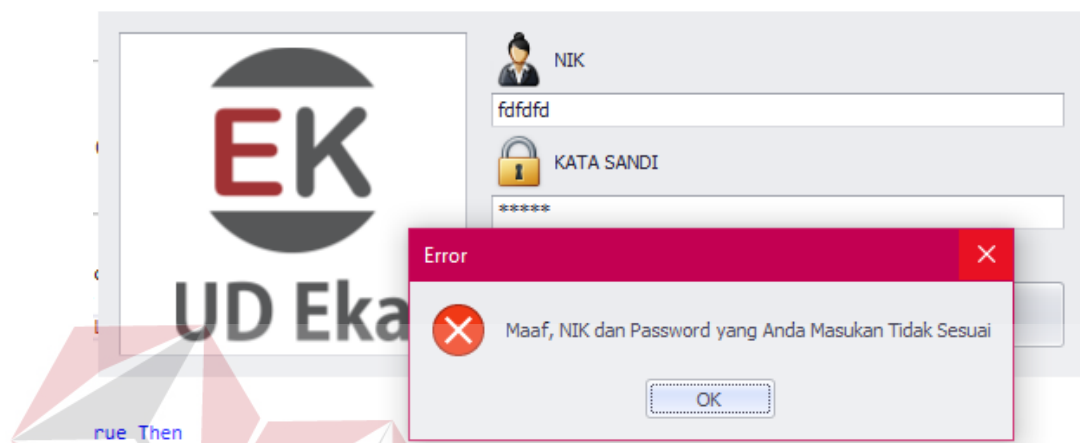 NIK
fdfdfd
KATA SANDI
*****
EK
UD Eka
Error
Maaf, NIK dan Password yang Anda Masukan Tidak Sesuai
OK
rue Then